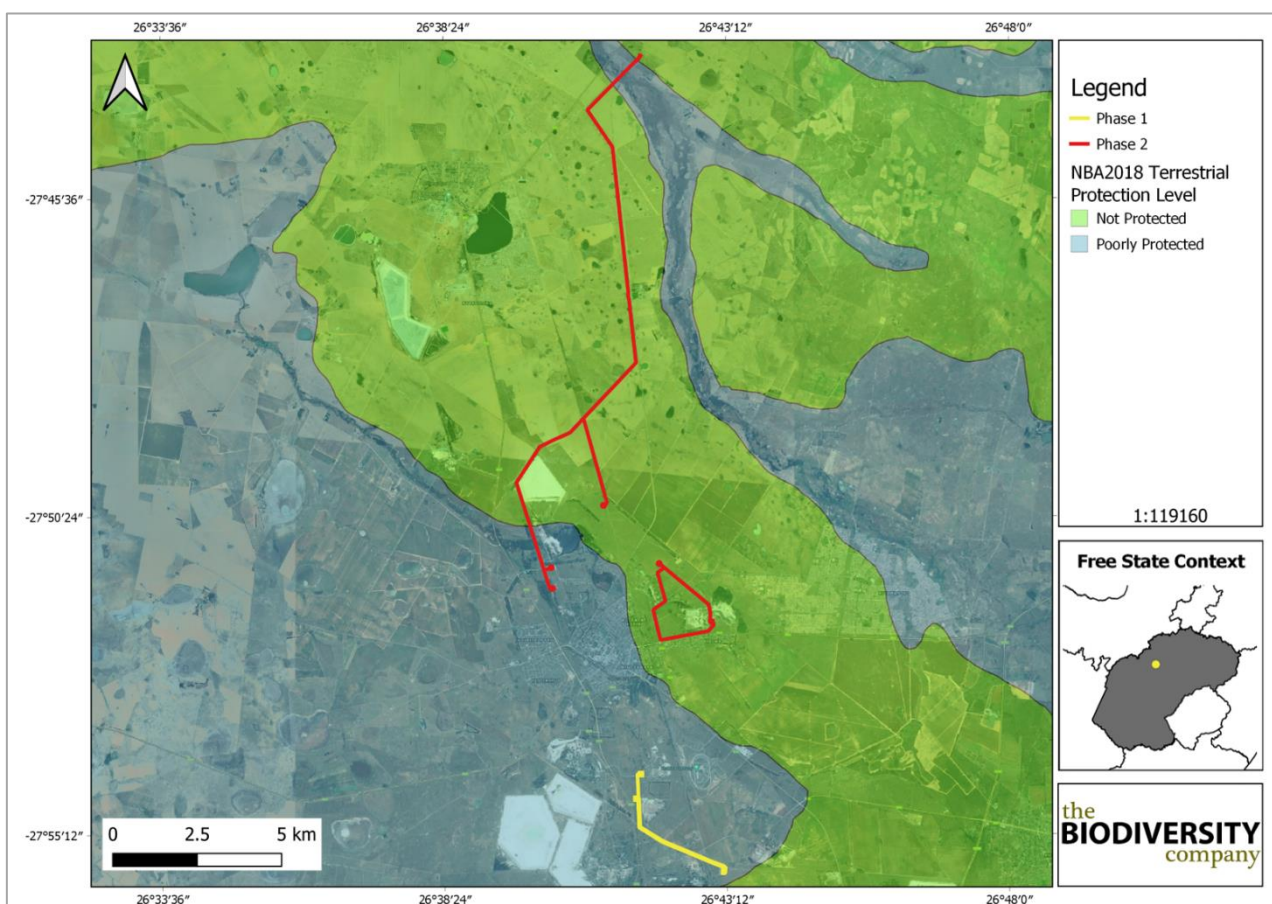 26°33′36″ 26°38′24″ 26°43′12″ 26°48′0″
-27°45′36″
-27°50′24″
-27°55′12″
0 2.5 5 km
26°33′36″ 26°38′24″ 26°43′12″ 26°48′0″
Legend
Phase 1
Phase 2
NBA2018 Terrestrial
Protection Level
Not Protected
Poorly Protected
1:119160
Free State Context
the
BIODIVERSITY
company